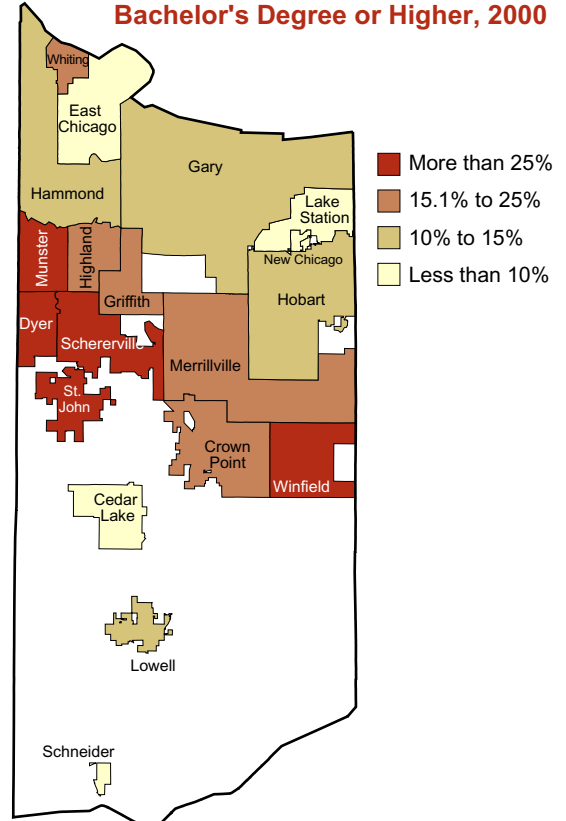 Bachelor's Degree or Higher, 2000
Whiting
East
Chicago
Gary
Hammond
Lake
Station
New Chicago
Munster
Highland
Griffith
Hobart
Dyer
Schererville
Merrillville
St.
John
Crown
Point
Winfield
Cedar
Lake
Lowell
Schneider
More than 25%
15.1% to 25%
10% to 15%
Less than 10%